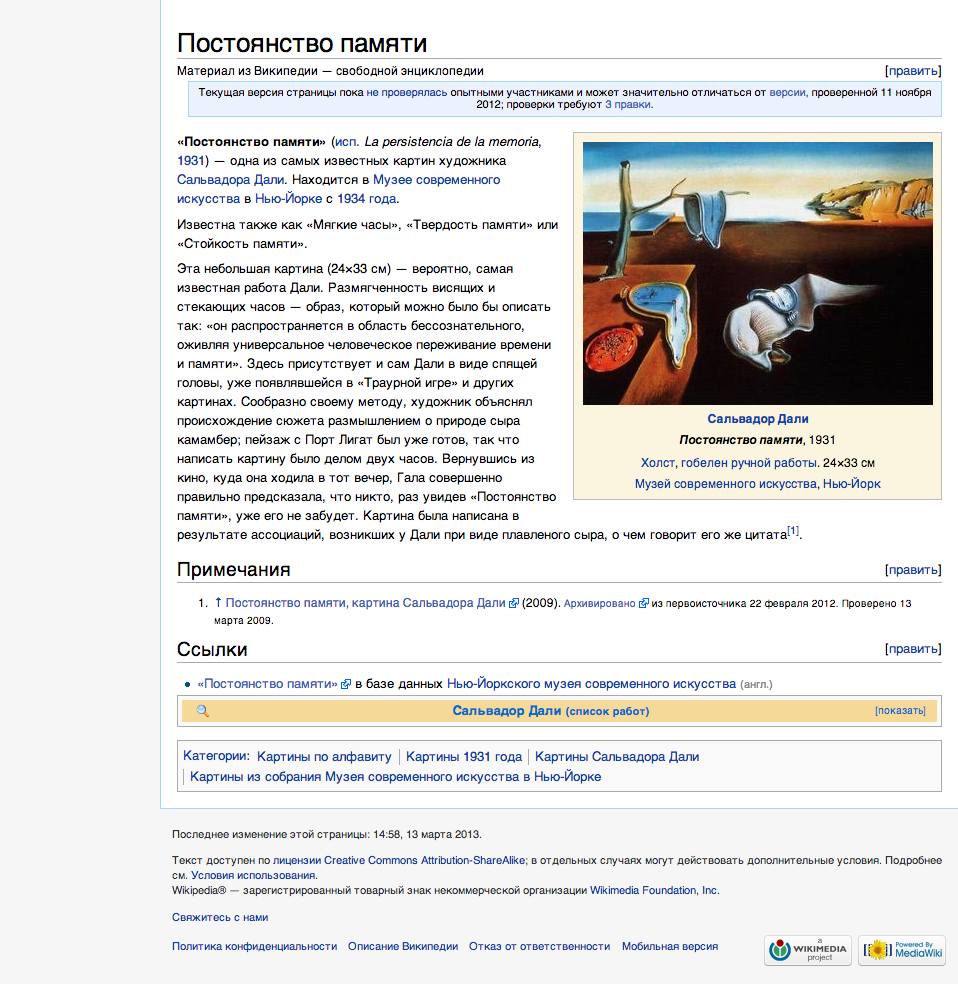 Постоянство памяти
Материал из Википедии — свободной энциклопедии
[править]
Текущая версия страницы пока не проверялась опытными участниками и может значительно отличаться от версии, проверенной 11 ноября
2012; проверки требуют 3 правки.
«Постоянство памяти» (исп. La persistencia de la memoria,
1931) — одна из самых известных картин художника
Сальвадора Дали. Находится в Музее современного
искусства в Нью-Йорке с 1934 года.
Известна также как «Мягкие часы», «Твердость памяти» или
«Стойкость памяти».
Эта небольшая картина (24×33 см) — вероятно, самая
известная работа Дали. Размягченность висящих и
стекающих часов — образ, который можно было бы описать
так: «он распространяется в область бессознательного,
оживляя универсальное человеческое переживание времени
и памяти». Здесь присутствует и сам Дали в виде спящей
головы, уже появлявшейся в «Траурной игре» и других
картинах. Сообразно своему методу, художник объяснял
происхождение сюжета размышлением о природе сыра
камамбер; пейзаж с Порт Лигат был уже готов, так что
написать картину было делом двух часов. Вернувшись из
кино, куда она ходила в тот вечер, Гала совершенно
правильно предсказала, что никто, раз увидев «Постоянство
памяти», уже его не забудет. Картина была написана в
результате ассоциаций, возникших у Дали при виде плавленого сыра, о чем говорит его же цитата[1].
Сальвадор Дали
Постоянство памяти, 1931
Холст, гобелен ручной работы. 24×33 см
Музей современного искусства, Нью-Йорк
Примечания
[править]
1. ↑ Постоянство памяти, картина Сальвадора Дали (2009). Архивировано из первоисточника 22 февраля 2012. Проверено 13
марта 2009.
Ссылки
[править]
• «Постоянство памяти» в базе данных Нью-Йоркского музея современного искусства (англ.)
Сальвадор Дали (список работ)
[показать]
Категории: Картины по алфавиту | Картины 1931 года | Картины Сальвадора Дали
| Картины из собрания Музея современного искусства в Нью-Йорке
Последнее изменение этой страницы: 14:58, 13 марта 2013.
Текст доступен по лицензии Creative Commons Attribution-ShareAlike; в отдельных случаях могут действовать дополнительные условия. Подробнее
см. Условия использования.
Wikipedia® — зарегистрированный товарный знак некоммерческой организации Wikimedia Foundation, Inc.
Свяжитесь с нами
Политика конфиденциальности Описание Википедии Отказ от ответственности Мобильная версия
a
WIKIMEDIA
project
Powered By
MediaWiki